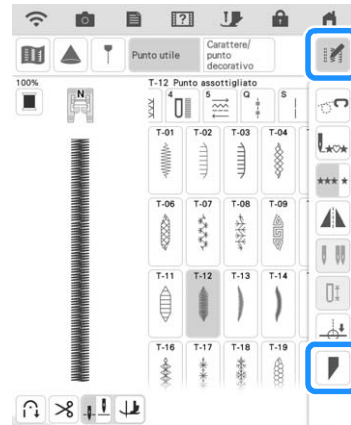 ?
Punto utile
Carattere/
punto
decorativo
100%
N
T-12 Punto assottigliato
4 5 Q S
T-01 T-02 T-03 T-04
T-06 T-07 T-08 T-09
T-11 T-12 T-13 T-14
T-16 T-17 T-18 T-19